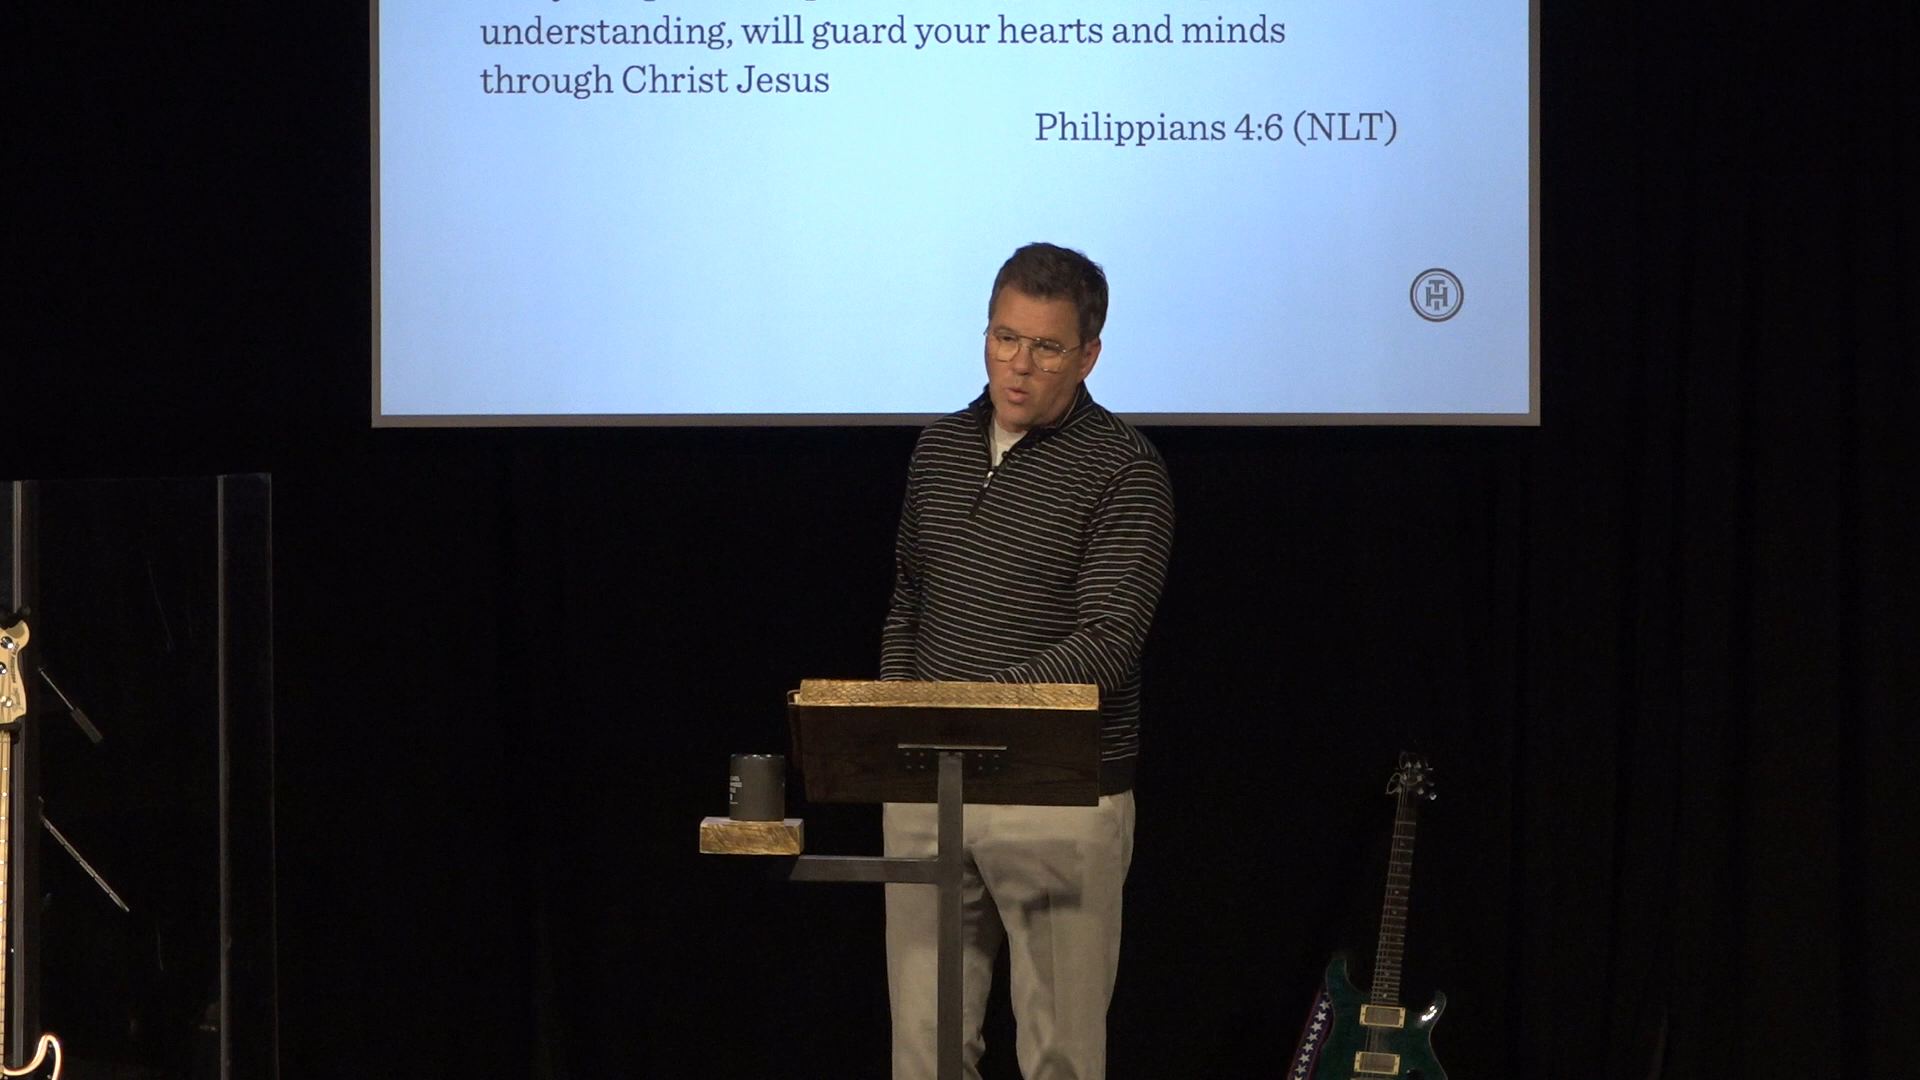 understanding, will guard your hearts and minds
through Christ Jesus
Philippians 4:6 (NLT)